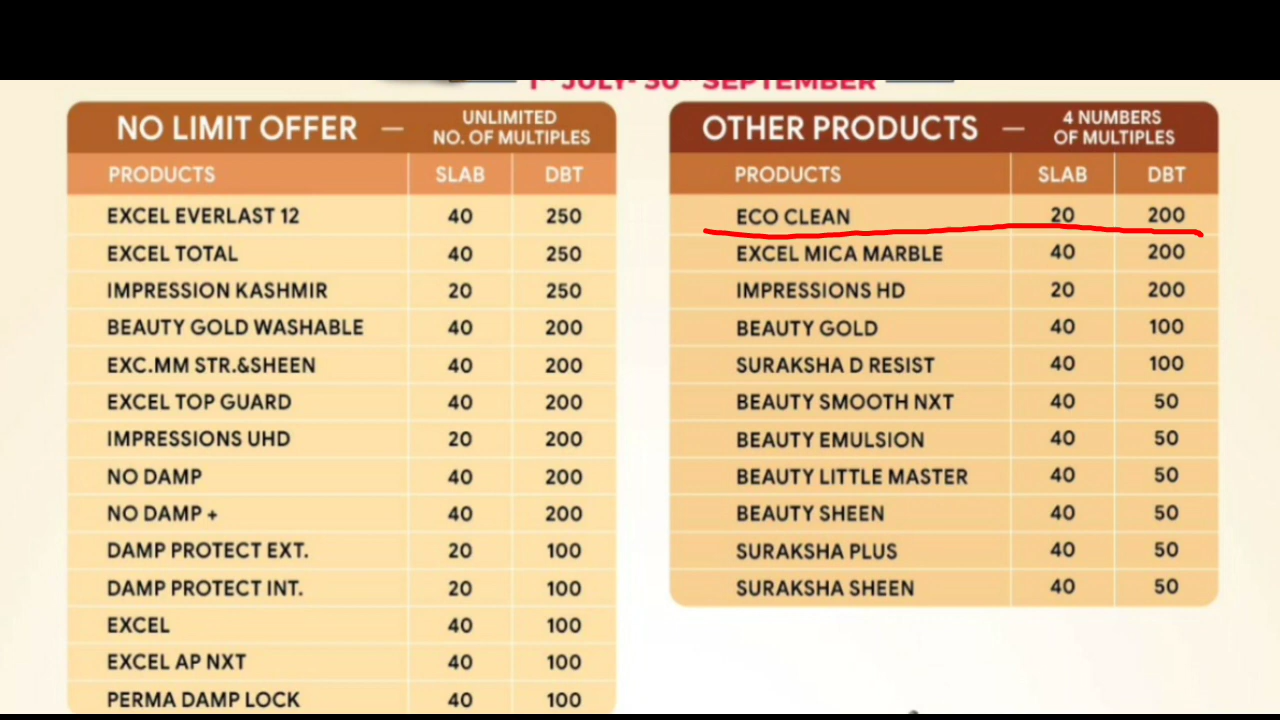 1ST JULY- 30TH SEPTEMBER
NO LIMIT OFFER — UNLIMITED NO. OF MULTIPLES
PRODUCTS SLAB DBT
EXCEL EVERLAST 12 40 250
EXCEL TOTAL 40 250
IMPRESSION KASHMIR 20 250
BEAUTY GOLD WASHABLE 40 200
EXC.MM STR.&SHEEN 40 200
EXCEL TOP GUARD 40 200
IMPRESSIONS UHD 20 200
NO DAMP 40 200
NO DAMP + 40 200
DAMP PROTECT EXT. 20 100
DAMP PROTECT INT. 20 100
EXCEL 40 100
EXCEL AP NXT 40 100
PERMA DAMP LOCK 40 100
OTHER PRODUCTS — 4 NUMBERS OF MULTIPLES
PRODUCTS SLAB DBT
ECO CLEAN 20 200
EXCEL MICA MARBLE 40 200
IMPRESSIONS HD 20 200
BEAUTY GOLD 40 100
SURAKSHA D RESIST 40 100
BEAUTY SMOOTH NXT 40 50
BEAUTY EMULSION 40 50
BEAUTY LITTLE MASTER 40 50
BEAUTY SHEEN 40 50
SURAKSHA PLUS 40 50
SURAKSHA SHEEN 40 50